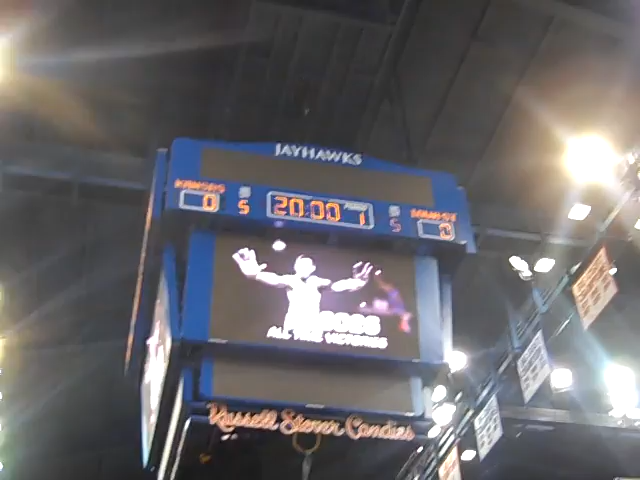 JAYHAWKS
KANSAS
0 5 20:00 1 5 0
ALL TIME VICTORIES
Russell Stover Candies